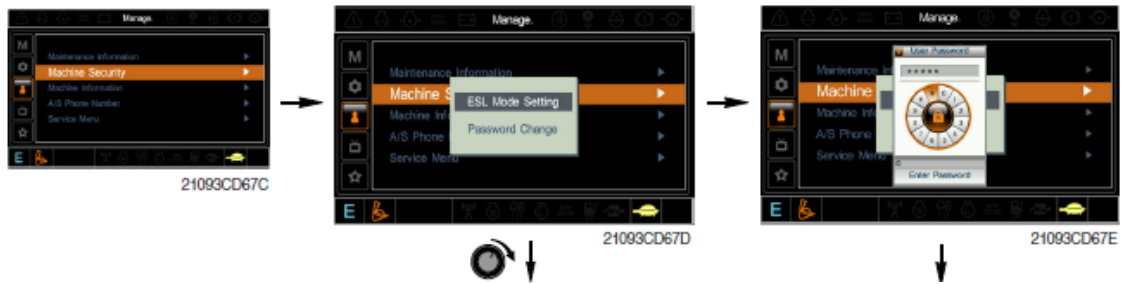 Manage.
M
Maintenance Information
Machine Security
Machine Information
A/S Phone Number
Service Menu
E
21093CD67C
Manage.
M
Maintenance Information
Machine S
ESL Mode Setting
Machine Info
Password Change
A/S Phone
Service Menu
E
21093CD67D
Manage.
M
User Password
*****
Maintenance In
Machine
Machine Info
A/S Phone
Service Menu
Enter Password
E
21093CD67E